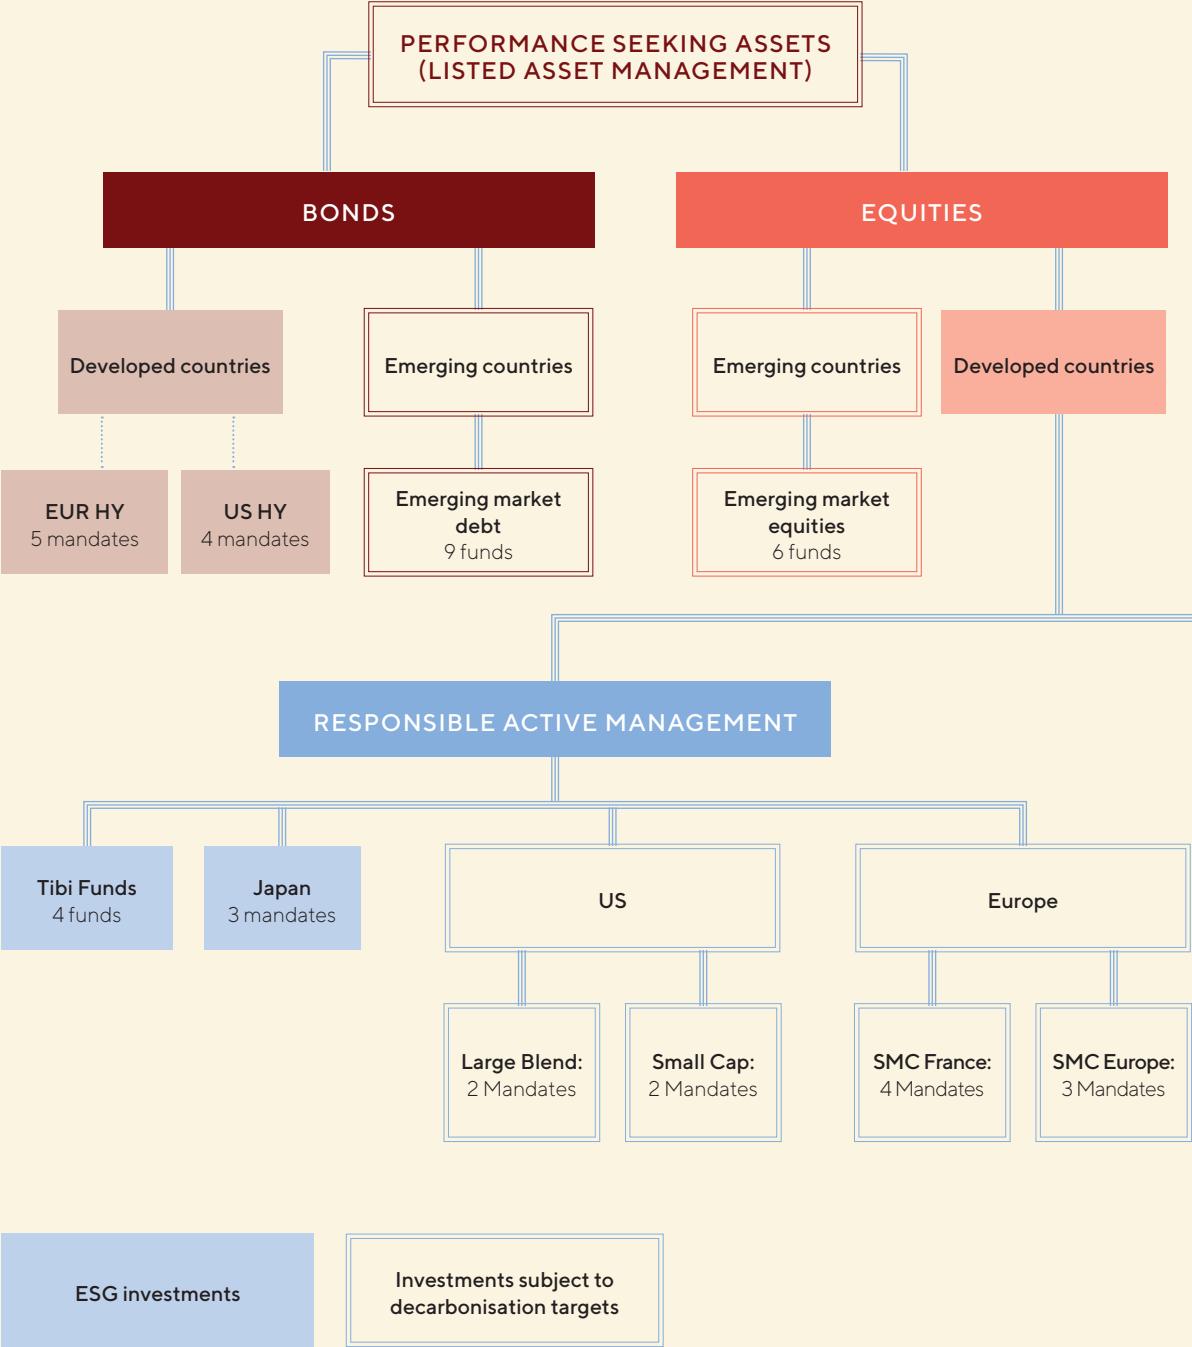 PERFORMANCE SEEKING ASSETS
(LISTED ASSET MANAGEMENT)
BONDS
EQUITIES
Developed countries
Emerging countries
Emerging countries
Developed countries
EUR HY
5 mandates
US HY
4 mandates
Emerging market
debt
9 funds
Emerging market
equities
6 funds
RESPONSIBLE ACTIVE MANAGEMENT
Tibi Funds
4 funds
Japan
3 mandates
US
Europe
Large Blend:
2 Mandates
Small Cap:
2 Mandates
SMC France:
4 Mandates
SMC Europe:
3 Mandates
ESG investments
Investments subject to
decarbonisation targets